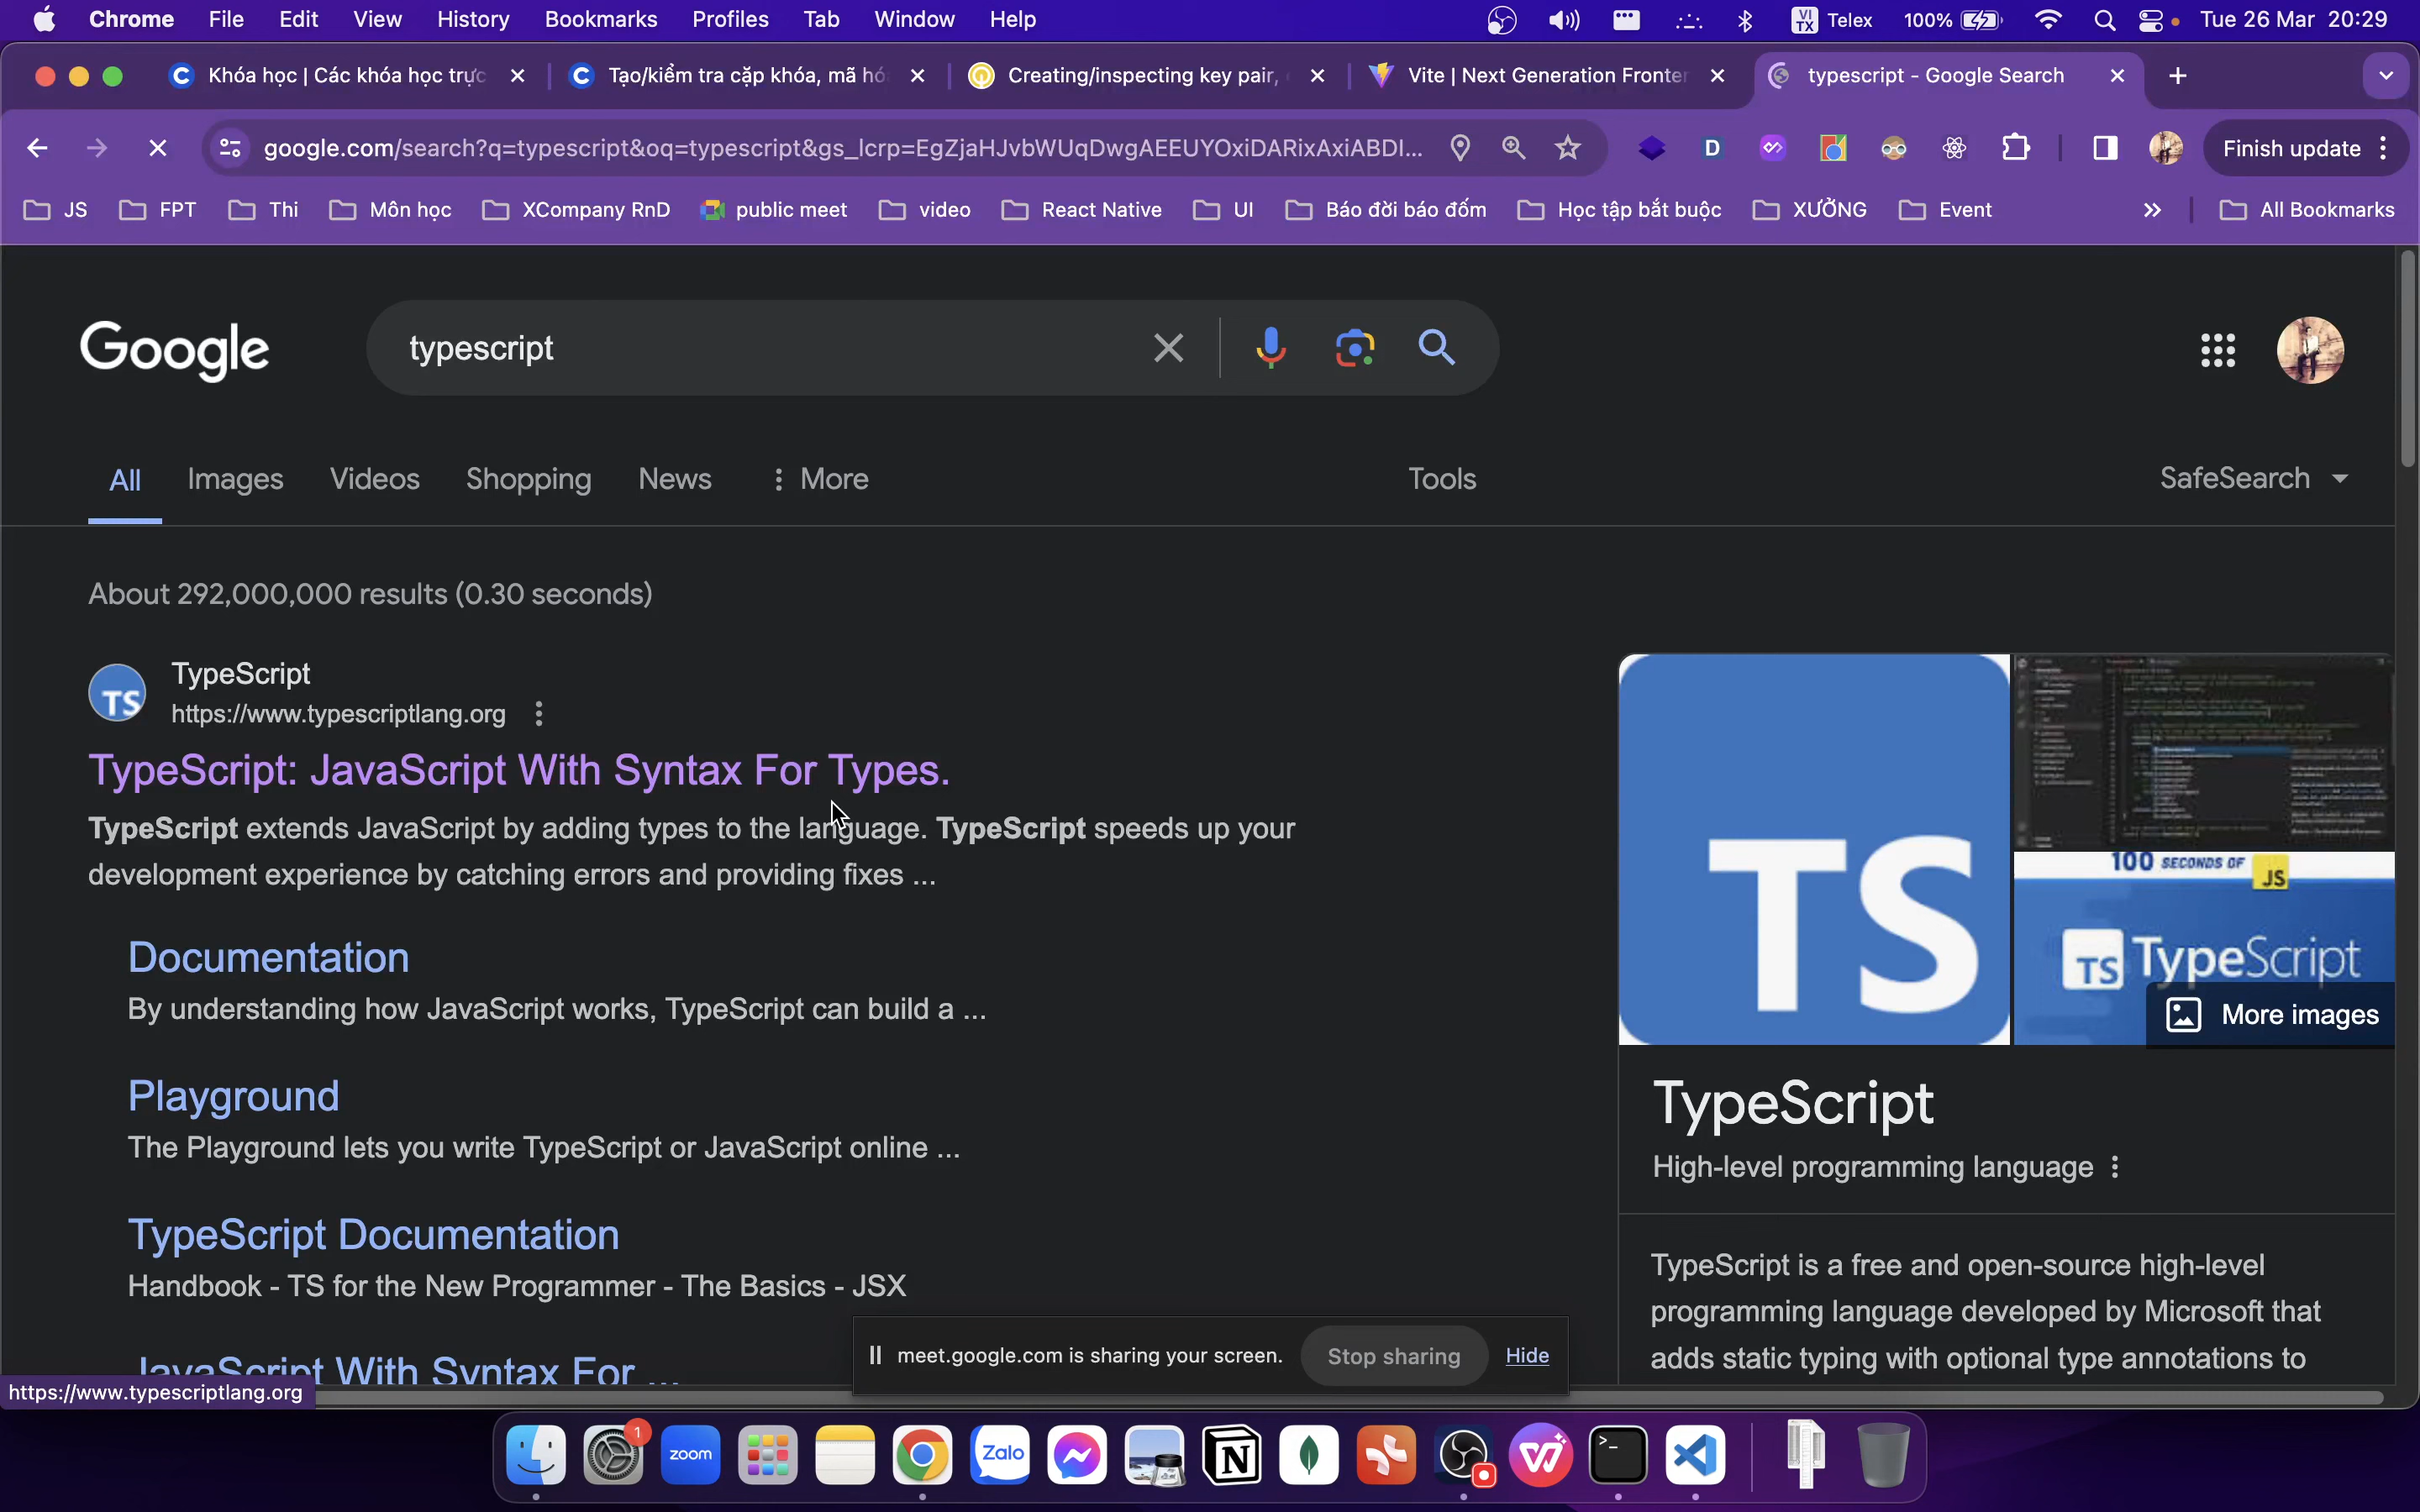 Chrome File Edit View History Bookmarks Profiles Tab Window Help VI TX Telex 100% Tue 26 Mar 20:29
Khóa học | Các khóa học trực Tạo/kiểm tra cặp khóa, mã hó Creating/inspecting key pair, Vite | Next Generation Fronter typescript - Google Search
google.com/search?q=typescript&oq=typescript&gs_lcrp=EgZjaHJvbWUqDwgAEEUYOxiDARixAxiABDI... D Finish update
JS FPT Thi Môn học XCompany RnD public meet video React Native UI Báo đời báo đốm Học tập bắt buộc XƯỞNG Event » All Bookmarks
Google typescript
All Images Videos Shopping News More Tools SafeSearch
About 292,000,000 results (0.30 seconds)
TS TypeScript
https://www.typescriptlang.org
TypeScript: JavaScript With Syntax For Types.
TypeScript extends JavaScript by adding types to the language. TypeScript speeds up your
development experience by catching errors and providing fixes ...
Documentation
By understanding how JavaScript works, TypeScript can build a ...
Playground
The Playground lets you write TypeScript or JavaScript online ...
TypeScript Documentation
Handbook - TS for the New Programmer - The Basics - JSX
JavaScript With Syntax For ...
TS
100 SECONDS OF JS
TS TypeScript
More images
TypeScript
High-level programming language
TypeScript is a free and open-source high-level
programming language developed by Microsoft that
adds static typing with optional type annotations to
meet.google.com is sharing your screen. Stop sharing Hide
https://www.typescriptlang.org
1 zoom Zalo N W